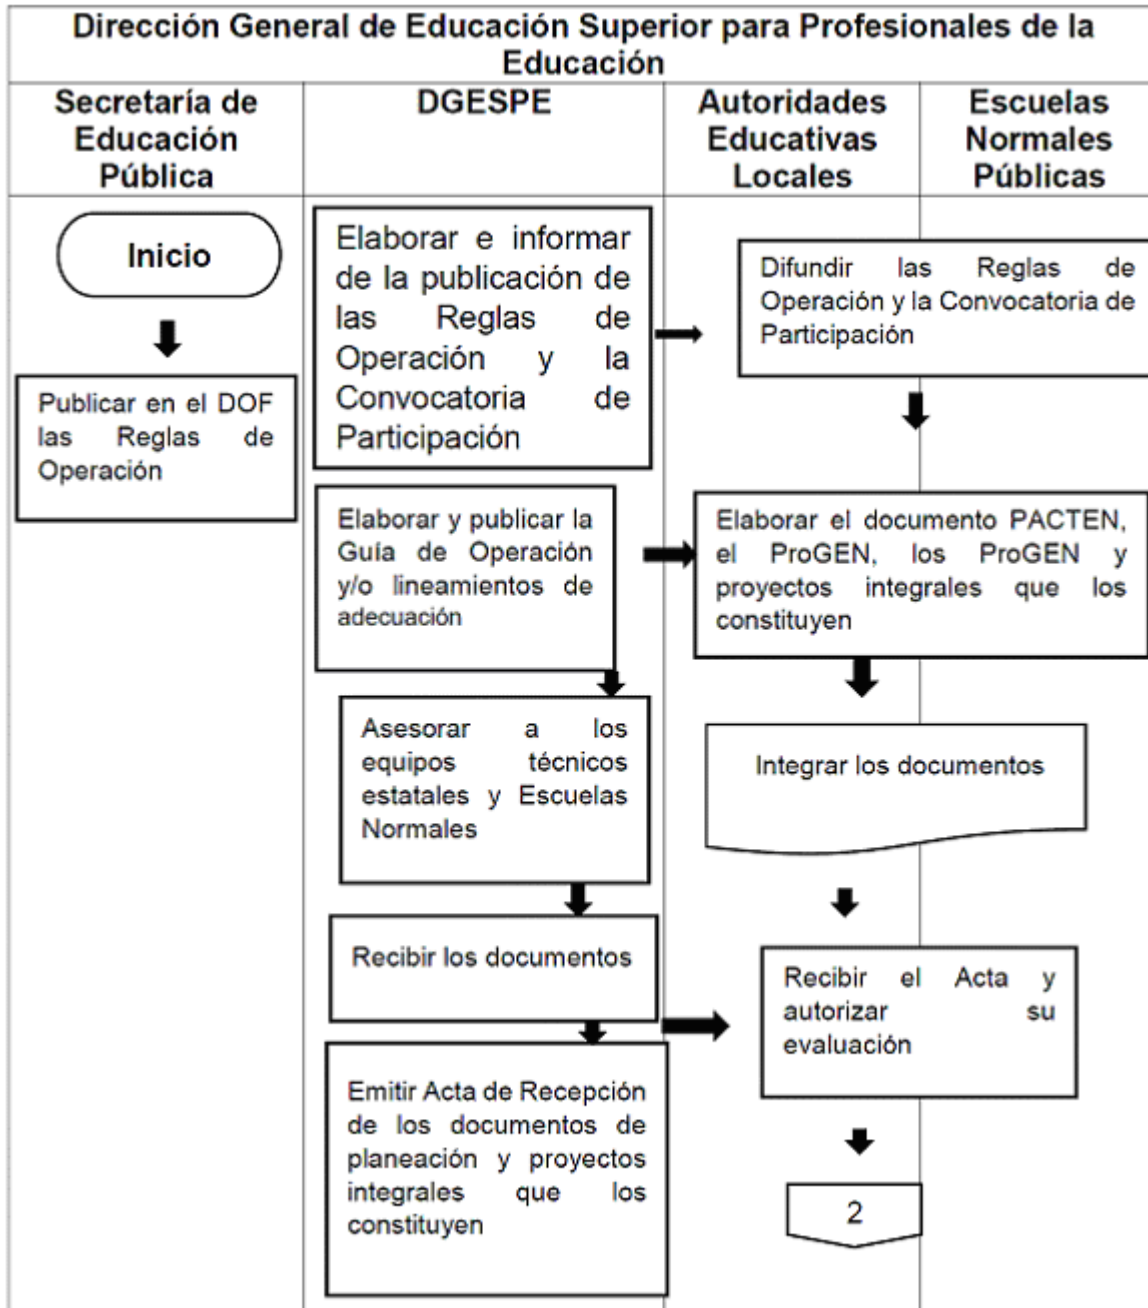 Dirección General de Educación Superior para Profesionales de la
Educación
Secretaría de
Educación
Pública
DGESPE
Autoridades
Educativas
Locales
Escuelas
Normales
Públicas
Inicio
Publicar en el DOF
las Reglas de
Operación
Elaborar e informar
de la publicación de
las Reglas de
Operación y la
Convocatoria de
Participación
Difundir las Reglas de
Operación y la Convocatoria de
Participación
Elaborar y publicar la
Guía de Operación
y/o lineamientos de
adecuación
Elaborar el documento PACTEN,
el ProGEN, los ProGEN y
proyectos integrales que los
constituyen
Asesorar a los
equipos técnicos
estatales y Escuelas
Normales
Integrar los documentos
Recibir los documentos
Recibir el Acta y
autorizar su
evaluación
Emitir Acta de Recepción
de los documentos de
planeación y proyectos
integrales que los
constituyen
2